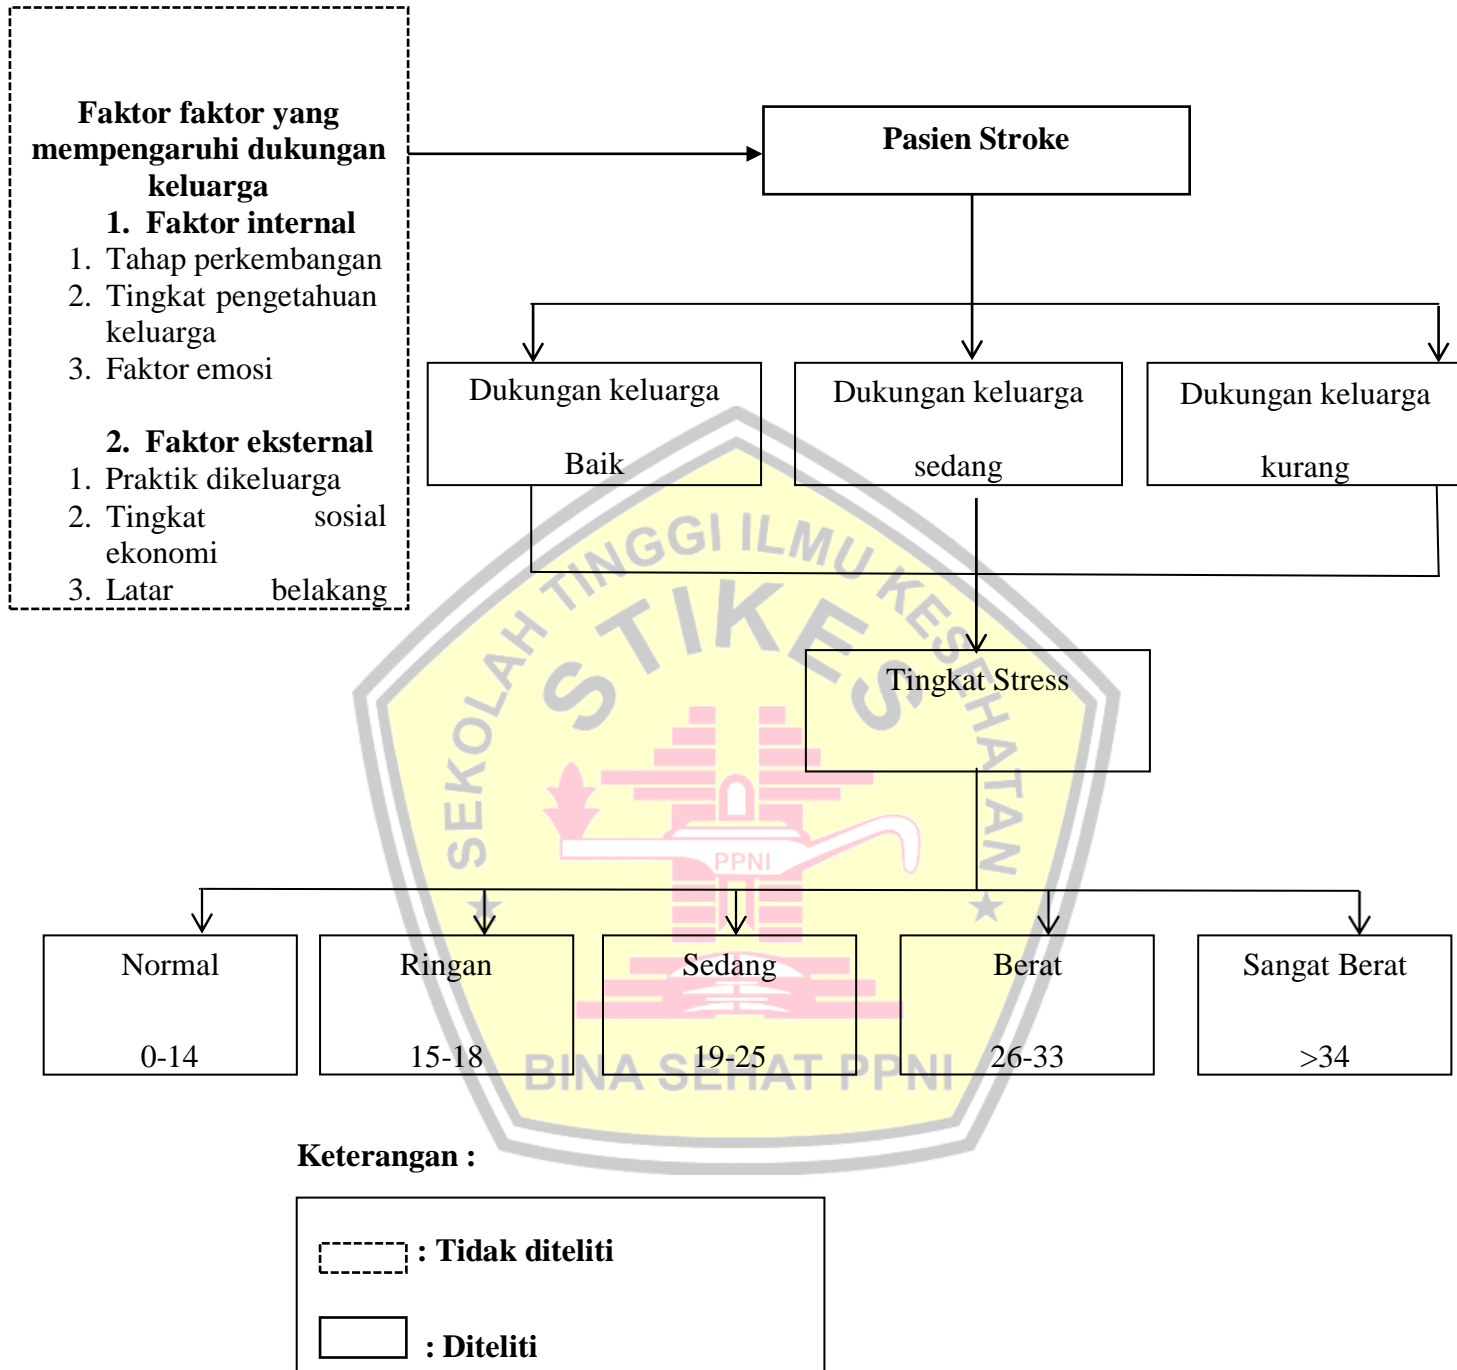 Faktor faktor yang
mempengaruhi dukungan
keluarga
1. Faktor internal
1. Tahap perkembangan
2. Tingkat pengetahuan
keluarga
3. Faktor emosi
2. Faktor eksternal
1. Praktik dikeluarga
2. Tingkat sosial
ekonomi
3. Latar belakang
Pasien Stroke
Dukungan keluarga
Baik
Dukungan keluarga
sedang
Dukungan keluarga
kurang
Tingkat Stress
Normal
0-14
Ringan
15-18
Sedang
19-25
Berat
26-33
Sangat Berat
>34
SEKOLAH TINGGI ILMU KESEHATAN
STIKES
PPNI
BINA SEHAT PPNI
Keterangan :
: Tidak diteliti
: Diteliti